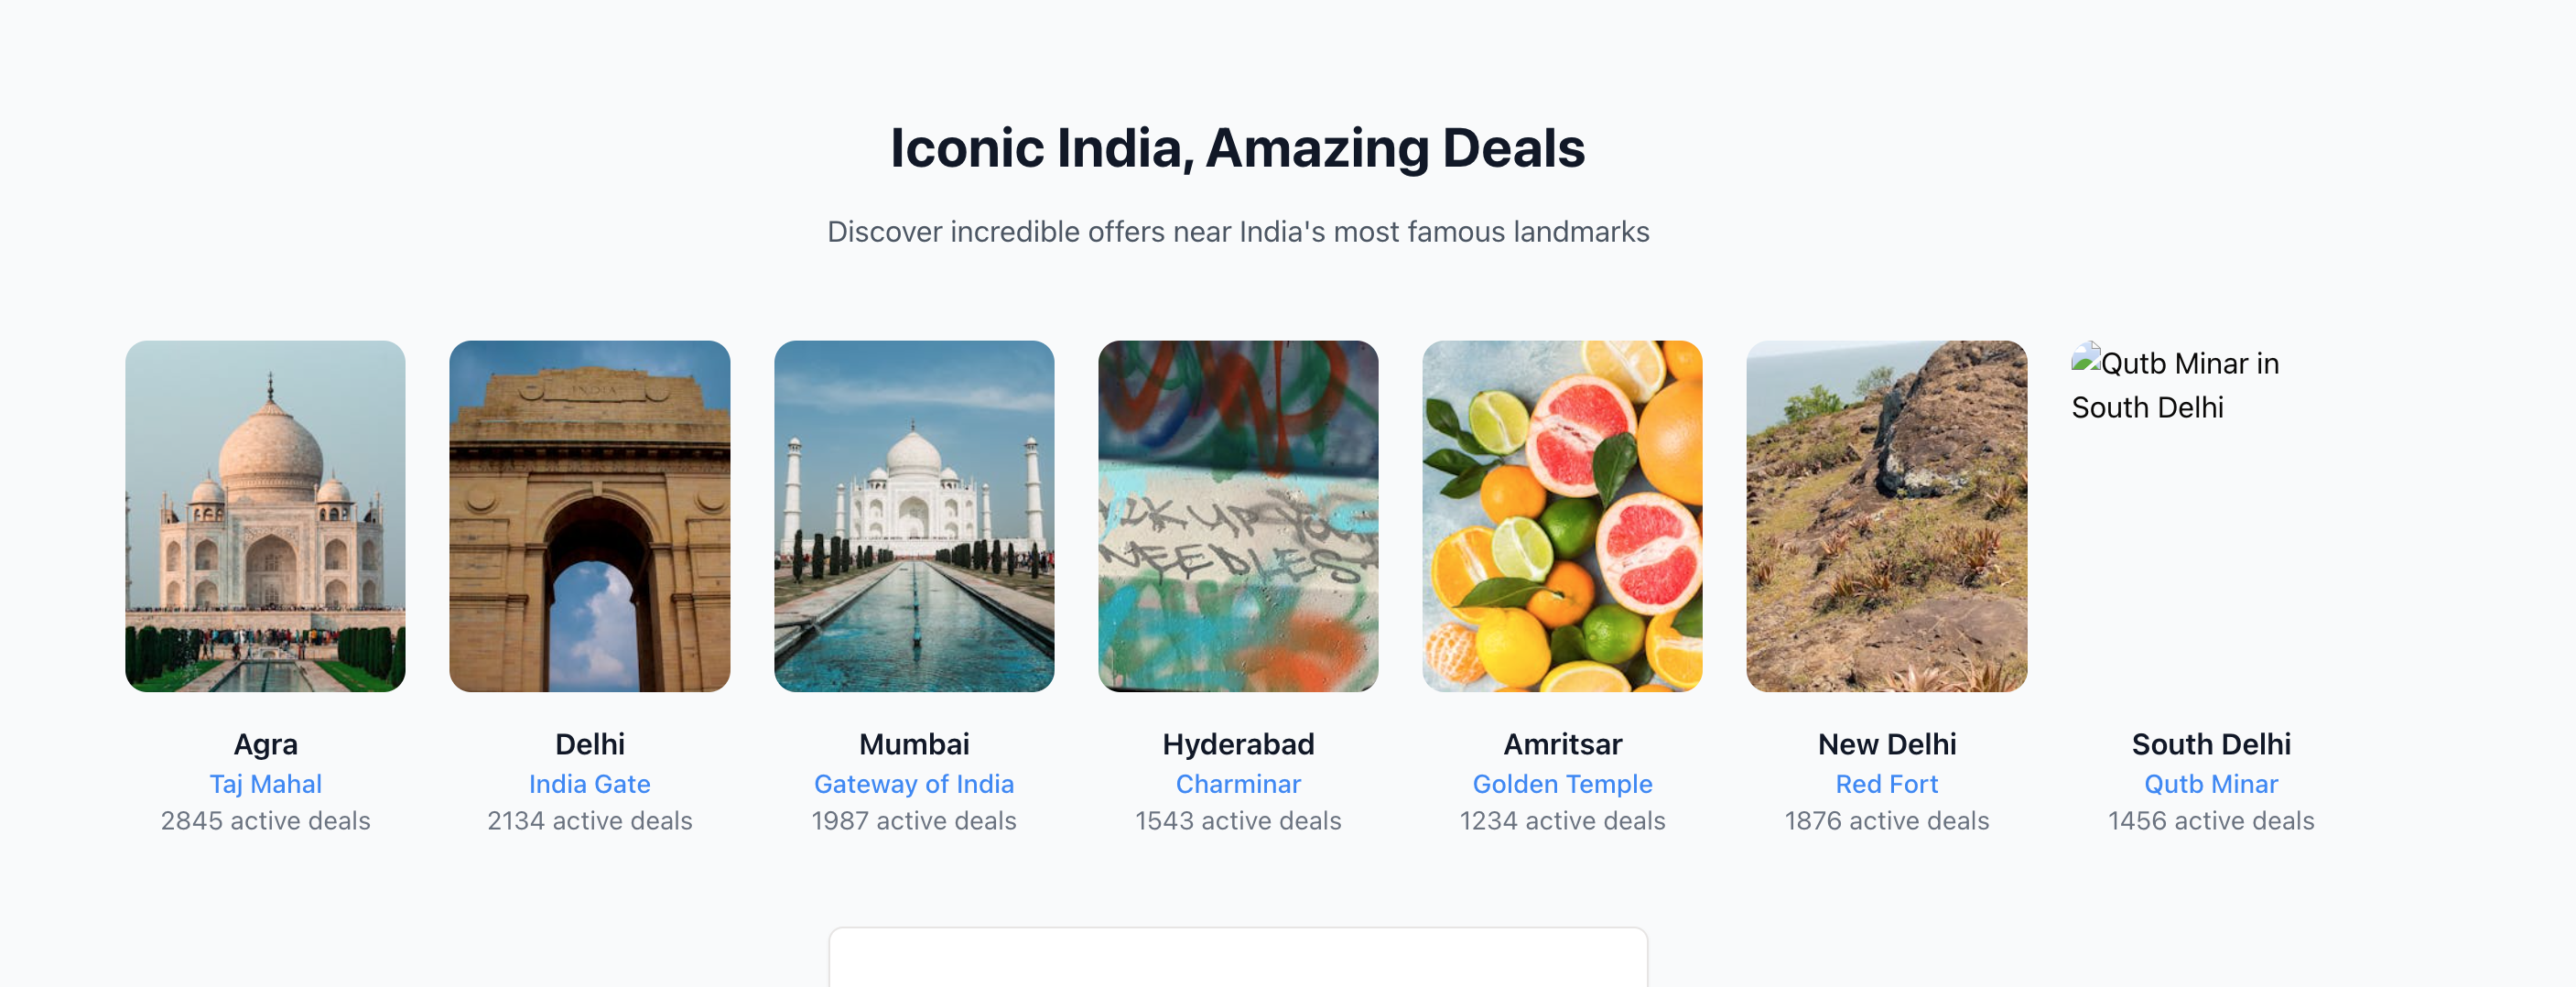 Iconic India, Amazing Deals
Discover incredible offers near India's most famous landmarks
INDIA
UP YOU
NEEDLES
Qutb Minar in
South Delhi
Agra
Taj Mahal
2845 active deals
Delhi
India Gate
2134 active deals
Mumbai
Gateway of India
1987 active deals
Hyderabad
Charminar
1543 active deals
Amritsar
Golden Temple
1234 active deals
New Delhi
Red Fort
1876 active deals
South Delhi
Qutb Minar
1456 active deals